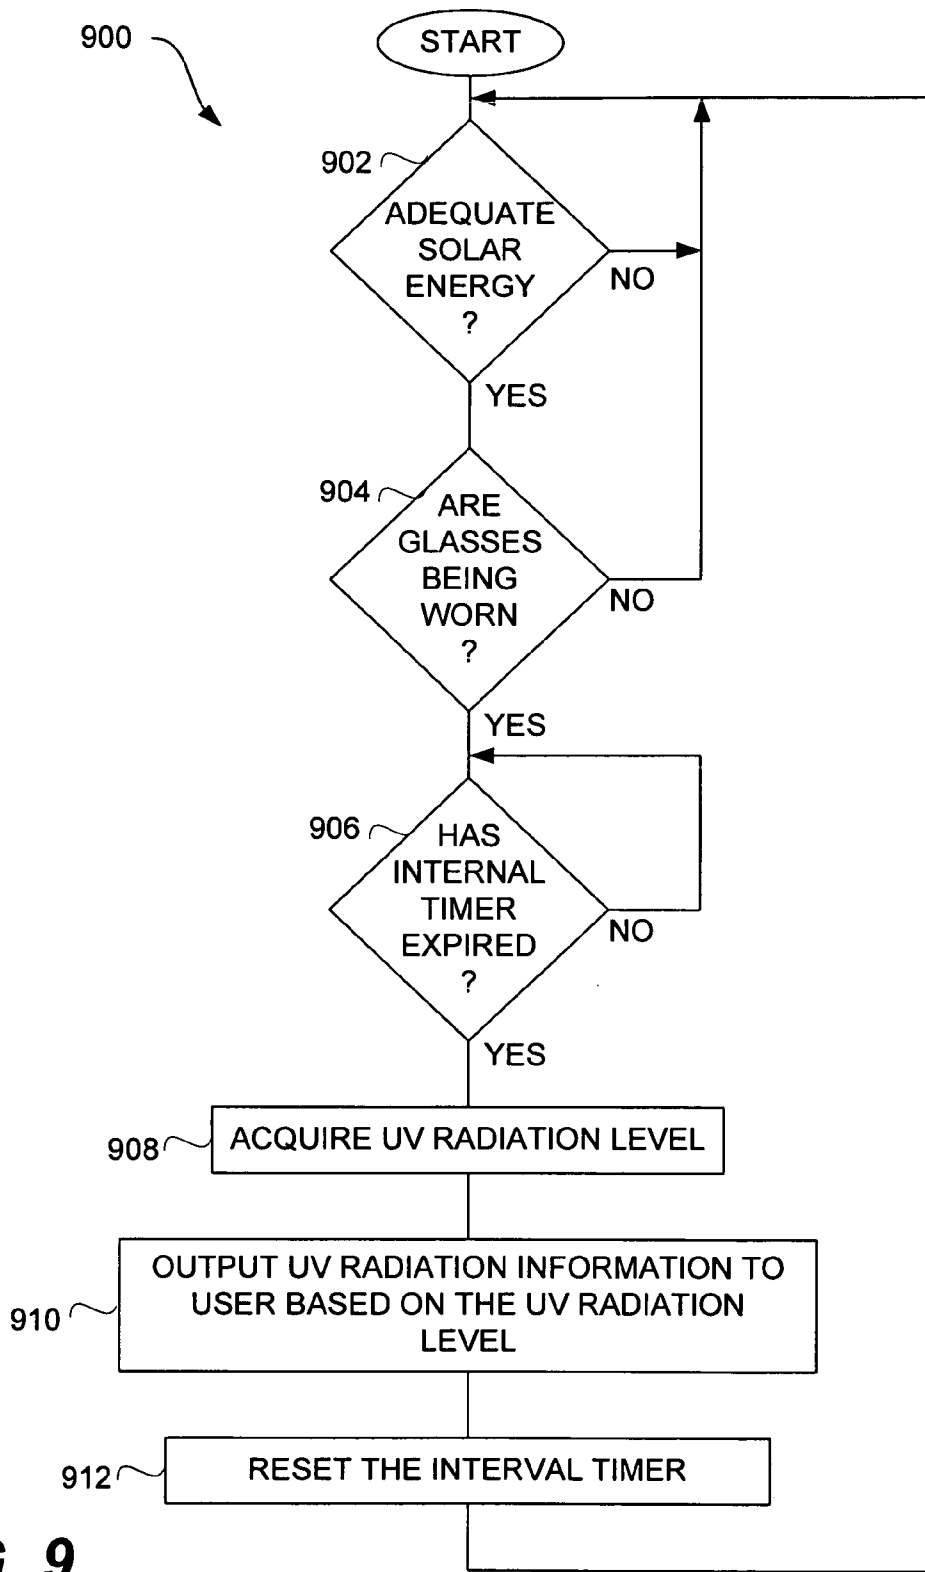 900
START
902
ADEQUATE
SOLAR
ENERGY
?
NO
YES
904
ARE
GLASSES
BEING
WORN
?
NO
YES
906
HAS
INTERNAL
TIMER
EXPIRED
?
NO
YES
908
ACQUIRE UV RADIATION LEVEL
910
OUTPUT UV RADIATION INFORMATION TO
USER BASED ON THE UV RADIATION
LEVEL
912
RESET THE INTERVAL TIMER
G. 9